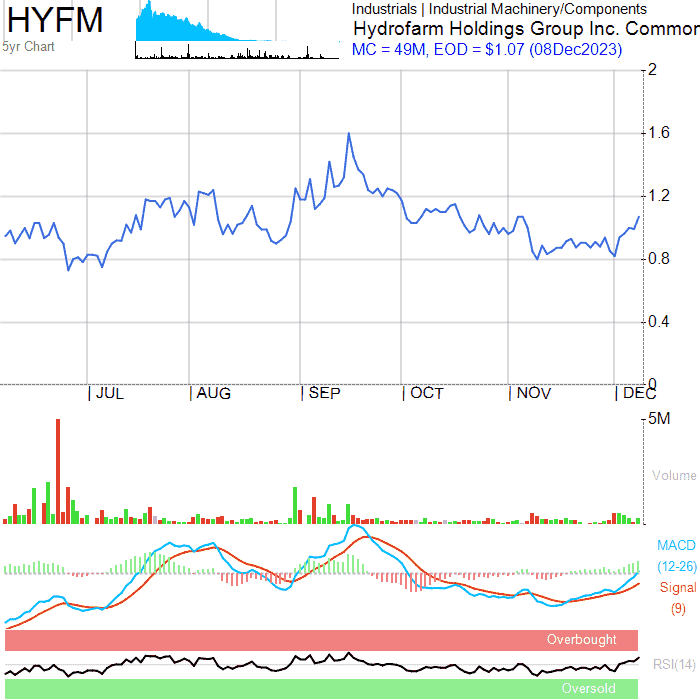 HYFM
5yr Chart
Industrials | Industrial Machinery/Components
Hydrofarm Holdings Group Inc. Common
MC = 49M, EOD = $1.07 (08Dec2023)
2
1.6
1.2
0.8
0.4
0
JUL AUG SEP OCT NOV DEC
5M
Volume
MACD
(12-26)
Signal
(9)
Overbought
RSI(14)
Oversold